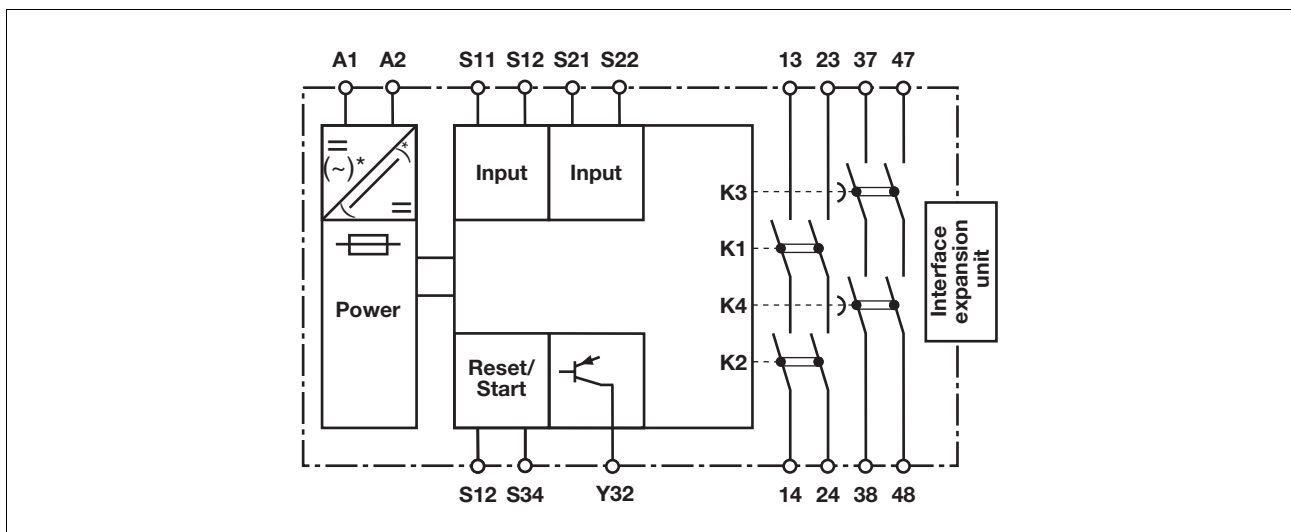 A1 A2 S11 S12 S21 S22 13 23 37 47
= (~)* ( )* =
Input Input
K3
K1
K4
K2
Power
Reset/
Start
Interface
expansion
unit
S12 S34 Y32 14 24 38 48